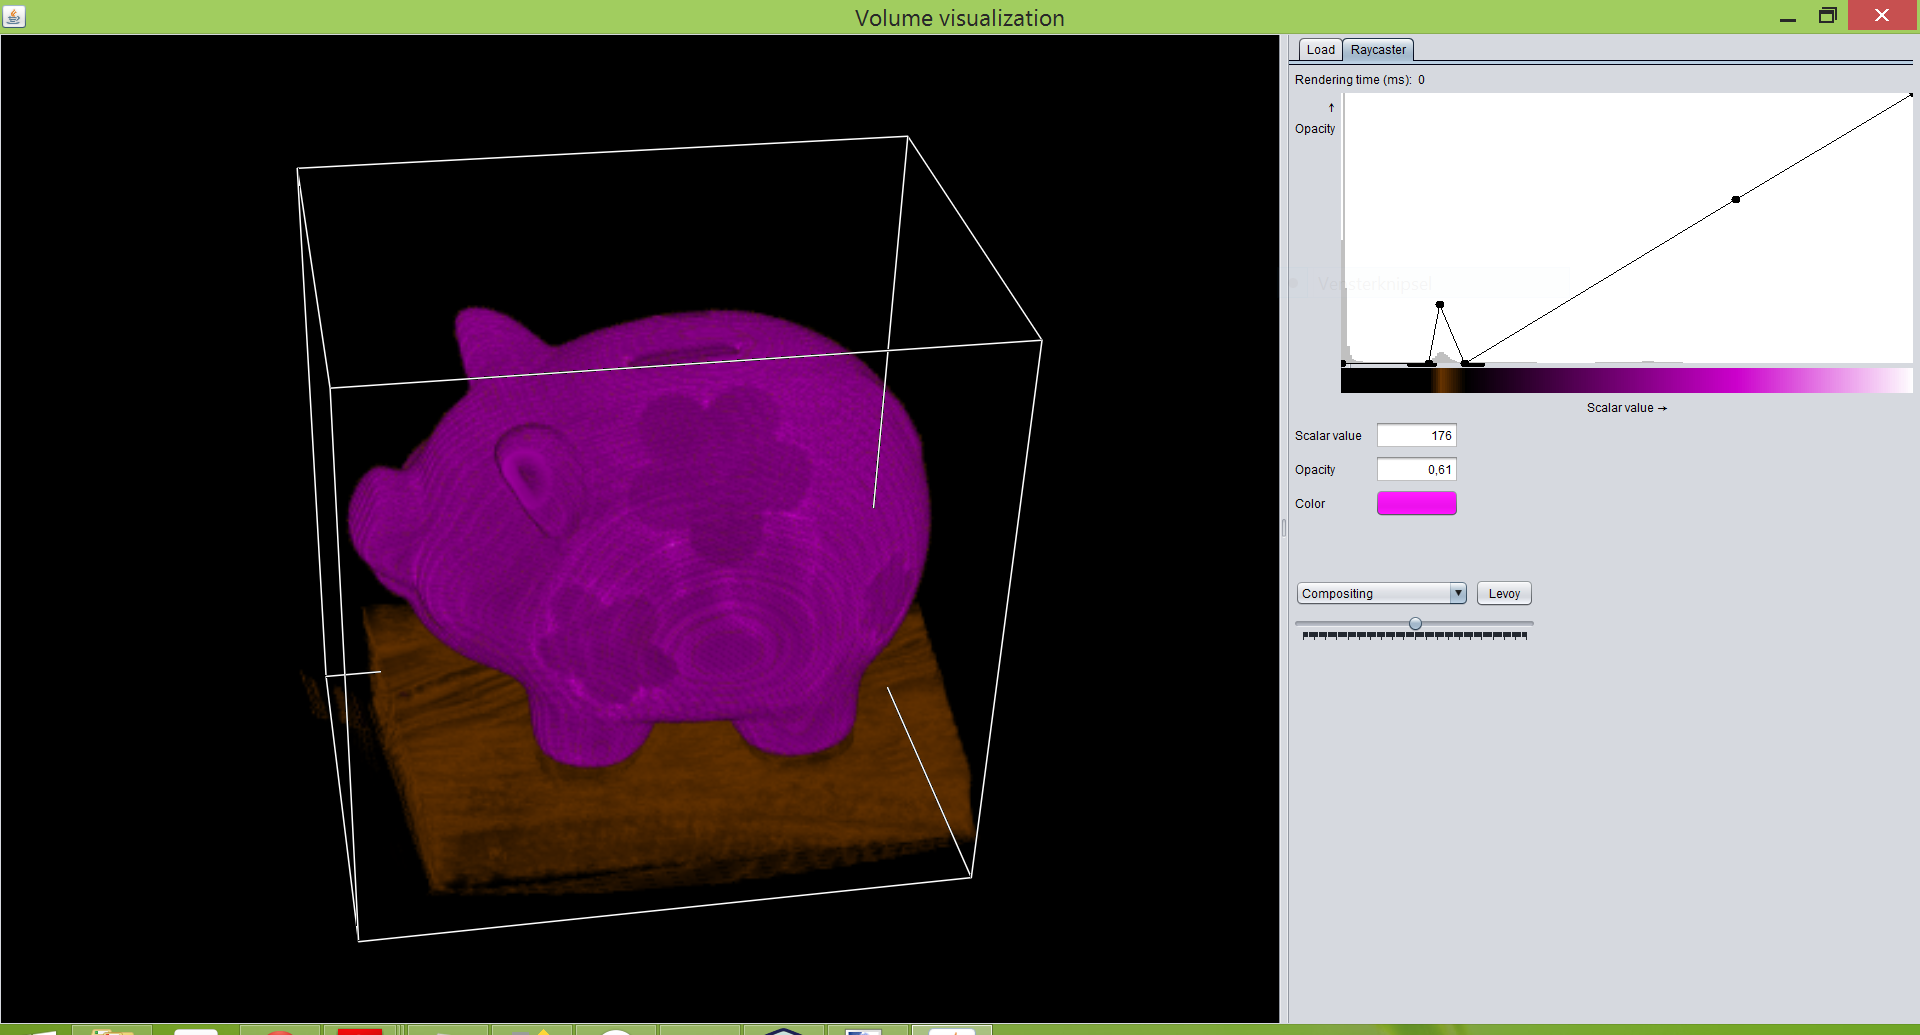 Volume visualization
Load Raycaster
Rendering time (ms): 0
↑
Opacity
Scalar value →
Scalar value 176
Opacity 0,61
Color
Compositing Levoy